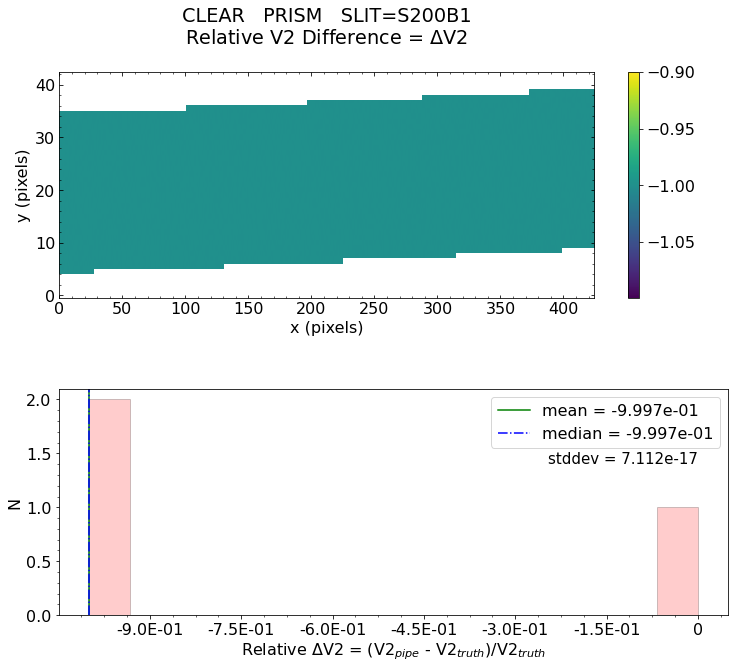 CLEAR   PRISM   SLIT=S200B1
Relative V2 Difference = ΔV2
40
30
20
10
0
y (pixels)
0 50 100 150 200 250 300 350 400
x (pixels)
−0.90
−0.95
−1.00
−1.05
2.0
1.5
1.0
0.5
0.0
N
mean = -9.997e-01
median = -9.997e-01
stddev = 7.112e-17
-9.0E-01 -7.5E-01 -6.0E-01 -4.5E-01 -3.0E-01 -1.5E-01 0
Relative ΔV2 = (V2pipe - V2truth)/V2truth